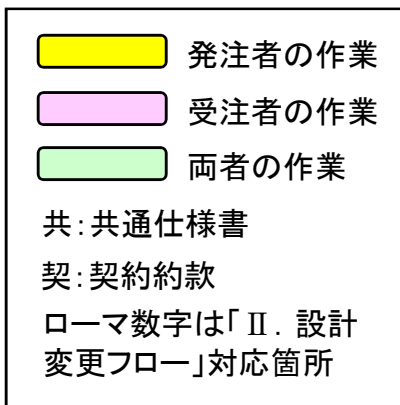 発注者の作業
受注者の作業
両者の作業
共:共通仕様書
契:契約約款
ローマ数字は「Ⅱ. 設計
変更フロー」対応箇所